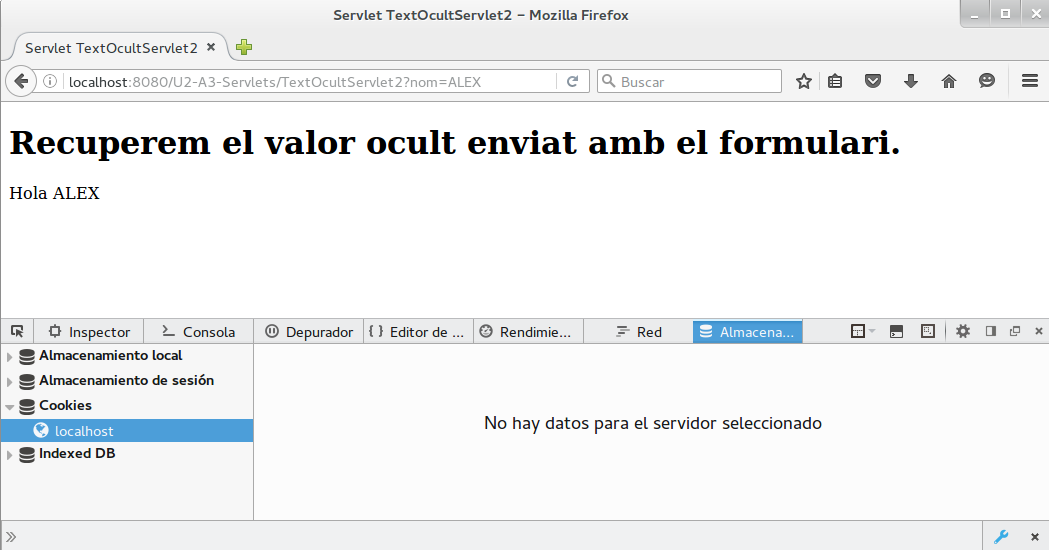 Servlet TextOcultServlet2 – Mozilla Firefox
Servlet TextOcultServlet2
localhost:8080/U2-A3-Servlets/TextOcultServlet2?nom=ALEX
Buscar
Recuperem el valor ocult enviat amb el formulari.
Hola ALEX
Inspector Consola Depurador Editor de ... Rendimie... Red Almacena...
Almacenamiento local
Almacenamiento de sesión
Cookies
localhost
Indexed DB
No hay datos para el servidor seleccionado